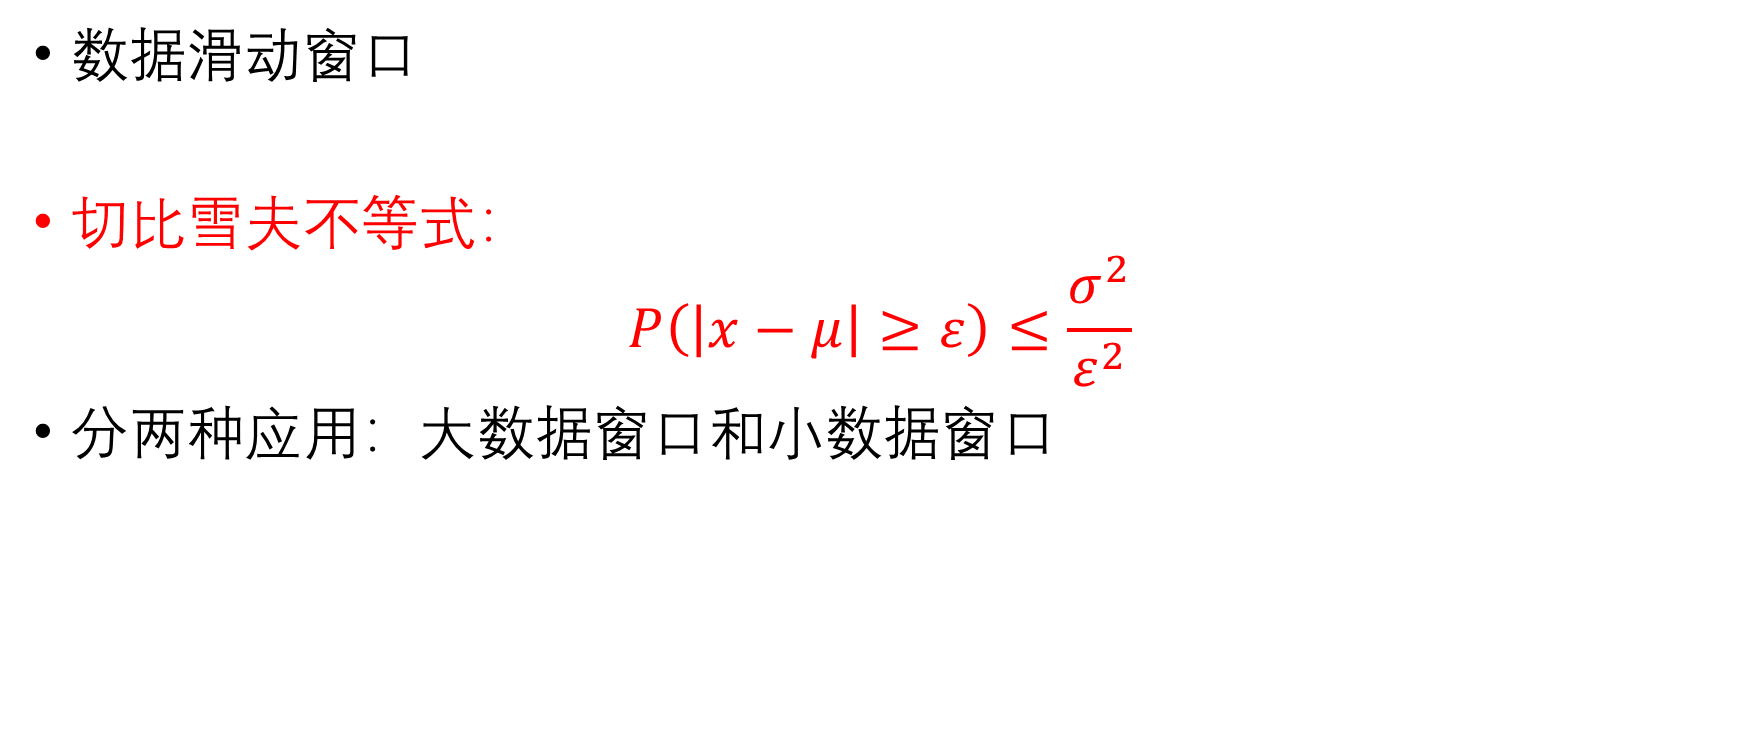 • 数据滑动窗口
• 切比雪夫不等式：
P(|x − μ| ≥ ε) ≤ σ²/ε²
• 分两种应用：大数据窗口和小数据窗口